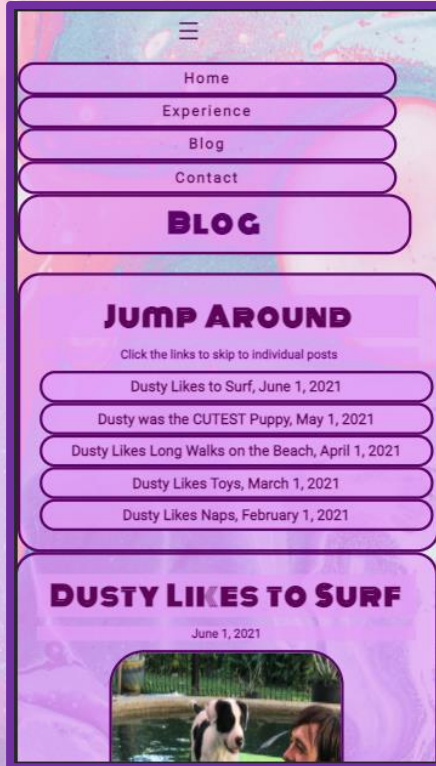 Home
Experience
Blog
Contact
Blog
Jump Around
Click the links to skip to individual posts
Dusty Likes to Surf, June 1, 2021
Dusty was the CUTEST Puppy, May 1, 2021
Dusty Likes Long Walks on the Beach, April 1, 2021
Dusty Likes Toys, March 1, 2021
Dusty Likes Naps, February 1, 2021
Dusty Likes to Surf
June 1, 2021